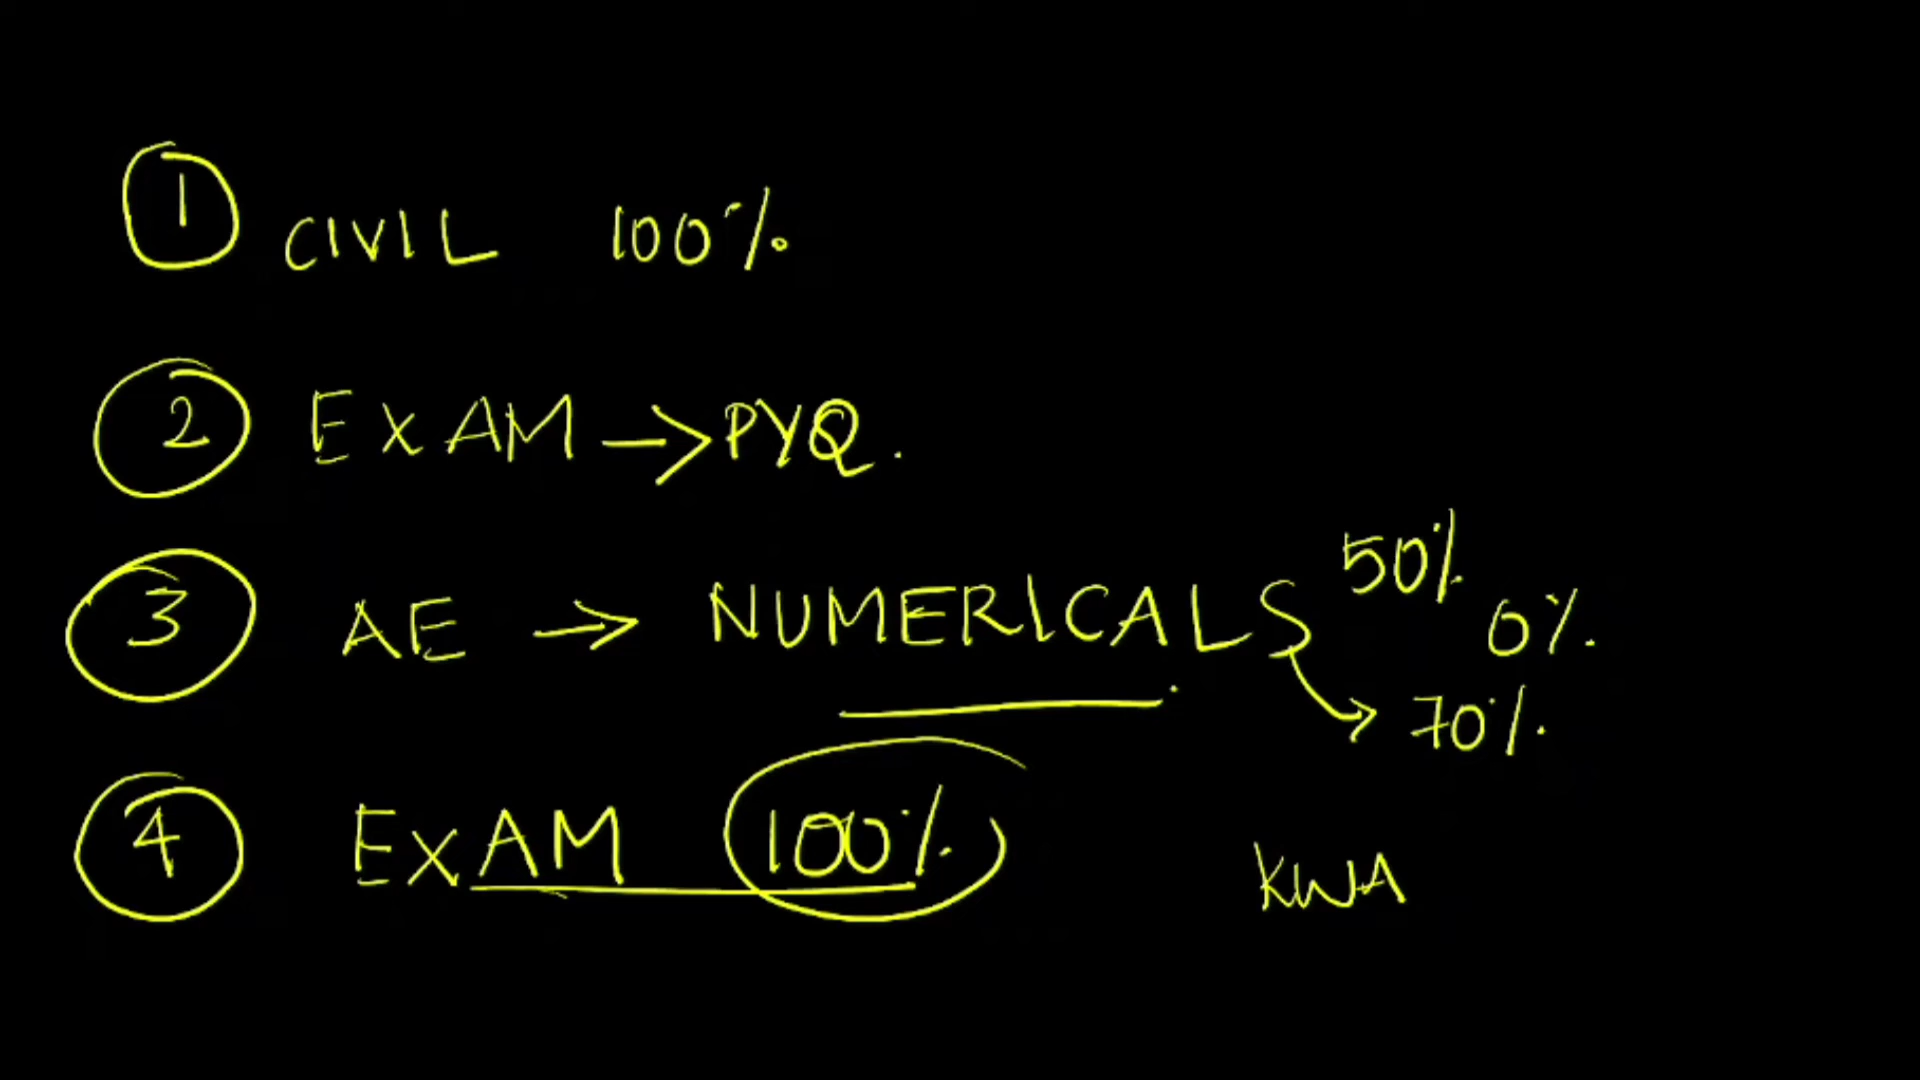 1 CIVIL 100%
2 EXAM → PYQ.
3 AE → NUMERICALS 50% 0%
→ 70%
4 EXAM 100%
KWA